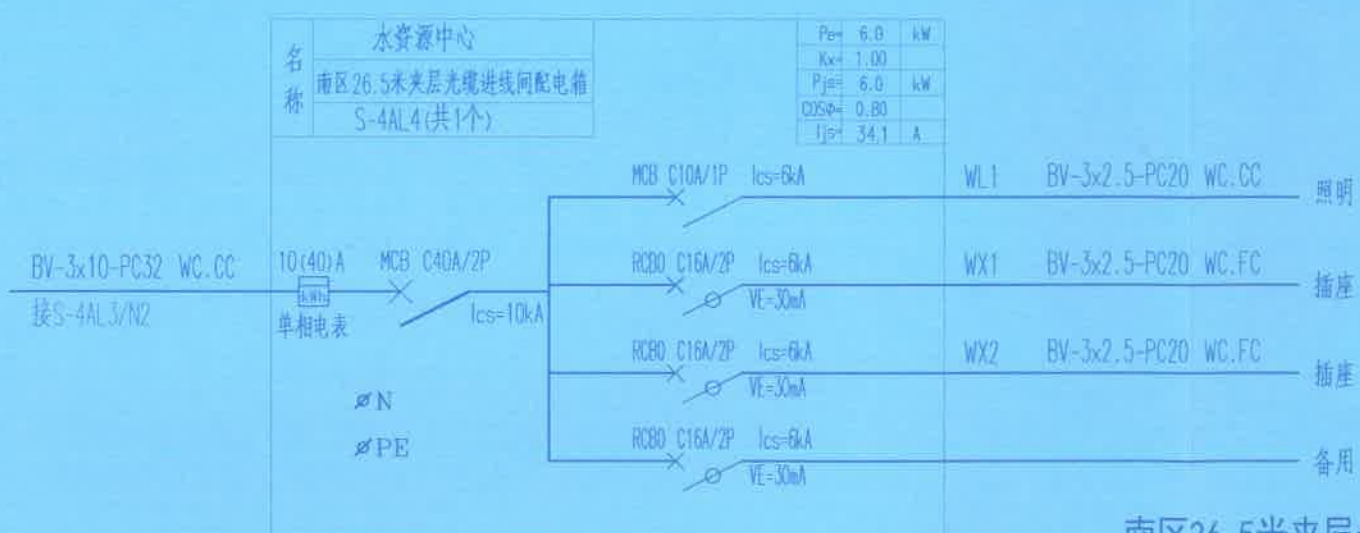 名称
水资源中心
南区26.5米夹层光缆进线间配电箱
S-4AL4(共1个)
Pe= 6.0 kW
Kx= 1.00
Pjs= 6.0 kW
COSΦ= 0.80
Ijs= 34.1 A
MCB C10A/1P Ics=6kA WL1 BV-3x2.5-PC20 WC.CC 照明
BV-3x10-PC32 WC.CC 10(40)A MCB C40A/2P
接S-4AL3/N2 kWh Ics=10kA
单相电表
RCBO C16A/2P Ics=6kA WX1 BV-3x2.5-PC20 WC.FC 插座
VE=30mA
RCBO C16A/2P Ics=6kA WX2 BV-3x2.5-PC20 WC.FC 插座
VE=30mA
øN
øPE
RCBO C16A/2P Ics=6kA 备用
VE=30mA
南区26.5米夹层